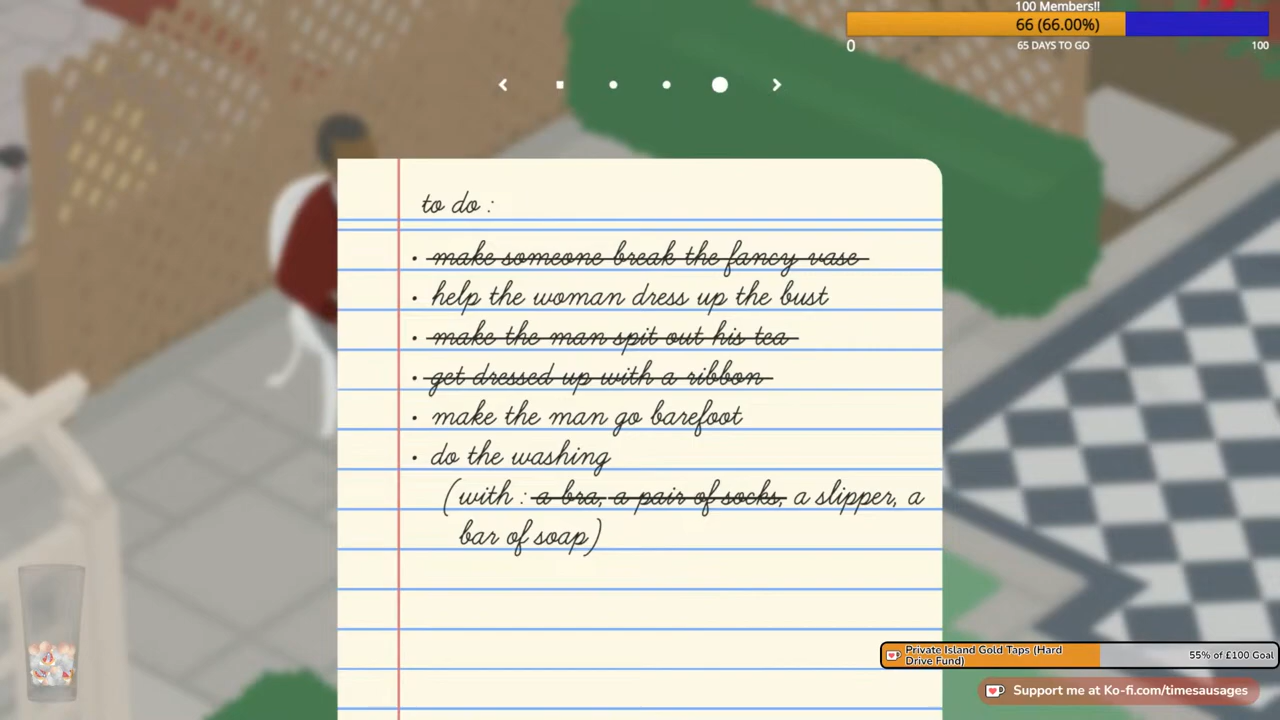 100 Members!!
66 (66.00%)
0
65 DAYS TO GO
100
to do :
• make someone break the fancy vase
• help the woman dress up the bust
• make the man spit out his tea
• get dressed up with a ribbon
• make the man go barefoot
• do the washing
(with : a bra, a pair of socks, a slipper, a
bar of soap)
Private Island Gold Taps (Hard
Drive Fund)
55% of £100 Goal
Support me at Ko-fi.com/timesausages